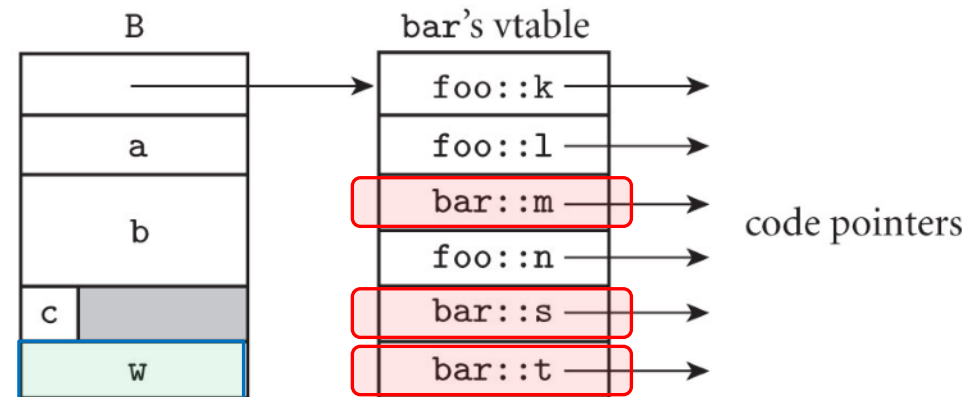 B
bar's vtable
foo::k
a
foo::l
b
bar::m
code pointers
foo::n
c
bar::s
w
bar::t